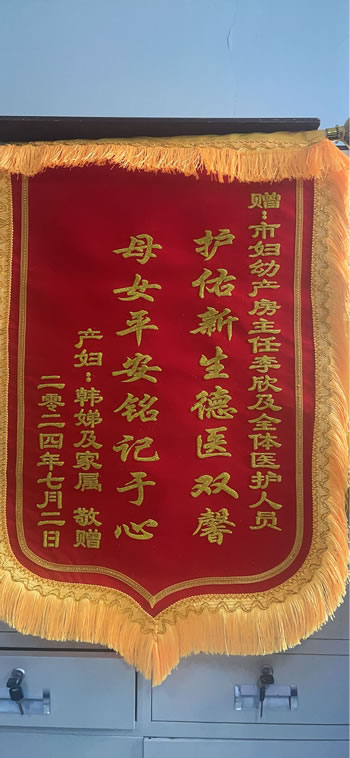 赠:市妇幼产房主任李欣及全体医护人员
护佑新生德医双馨
母女平安铭记于心
产妇:韩娣及家属 敬赠
二零二四年七月二日